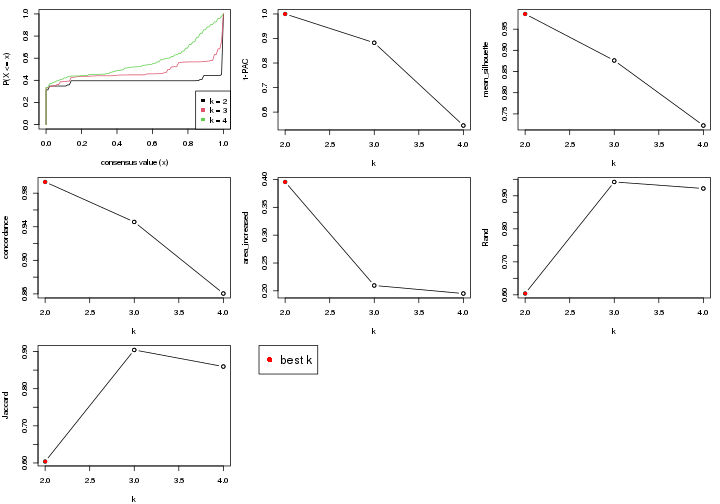 P(X <= x)
0.0 0.2 0.4 0.6 0.8 1.0
k = 2
k = 3
k = 4
0.0 0.2 0.4 0.6 0.8 1.0
consensus value (x)
1-PAC
0.6 0.7 0.8 0.9 1.0
2.0 2.5 3.0 3.5 4.0
k
mean_silhouette
0.75 0.80 0.85 0.90 0.95
2.0 2.5 3.0 3.5 4.0
k
concordance
0.86 0.90 0.94 0.98
2.0 2.5 3.0 3.5 4.0
k
area_increased
0.20 0.25 0.30 0.35 0.40
2.0 2.5 3.0 3.5 4.0
k
Rand
0.60 0.70 0.80 0.90
2.0 2.5 3.0 3.5 4.0
k
Jaccard
0.60 0.70 0.80 0.90
2.0 2.5 3.0 3.5 4.0
k
best k